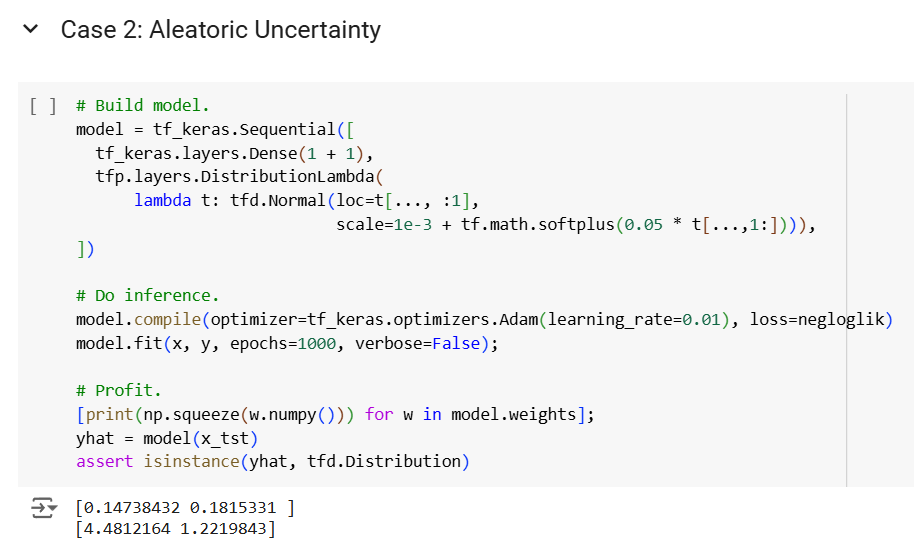 Case 2: Aleatoric Uncertainty
[ ] # Build model.
model = tf_keras.Sequential([
  tf_keras.layers.Dense(1 + 1),
  tfp.layers.DistributionLambda(
      lambda t: tfd.Normal(loc=t[..., :1],
                           scale=1e-3 + tf.math.softplus(0.05 * t[...,1:]))),
])
# Do inference.
model.compile(optimizer=tf_keras.optimizers.Adam(learning_rate=0.01), loss=negloglik)
model.fit(x, y, epochs=1000, verbose=False);
# Profit.
[print(np.squeeze(w.numpy())) for w in model.weights];
yhat = model(x_tst)
assert isinstance(yhat, tfd.Distribution)
[0.14738432 0.1815331 ]
[4.4812164 1.2219843]